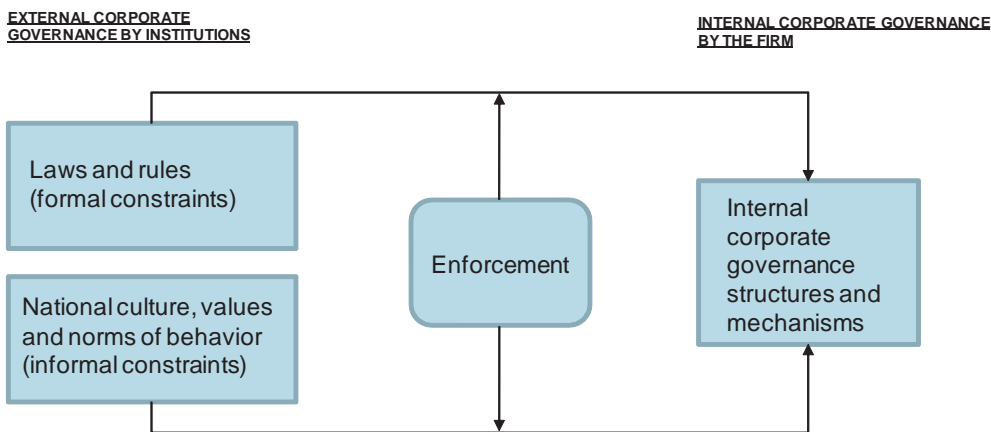 EXTERNAL CORPORATE
GOVERNANCE BY INSTITUTIONS
INTERNAL CORPORATE GOVERNANCE
BY THE FIRM
Laws and rules
(formal constraints)
National culture, values
and norms of behavior
(informal constraints)
Enforcement
Internal
corporate
governance
structures and
mechanisms